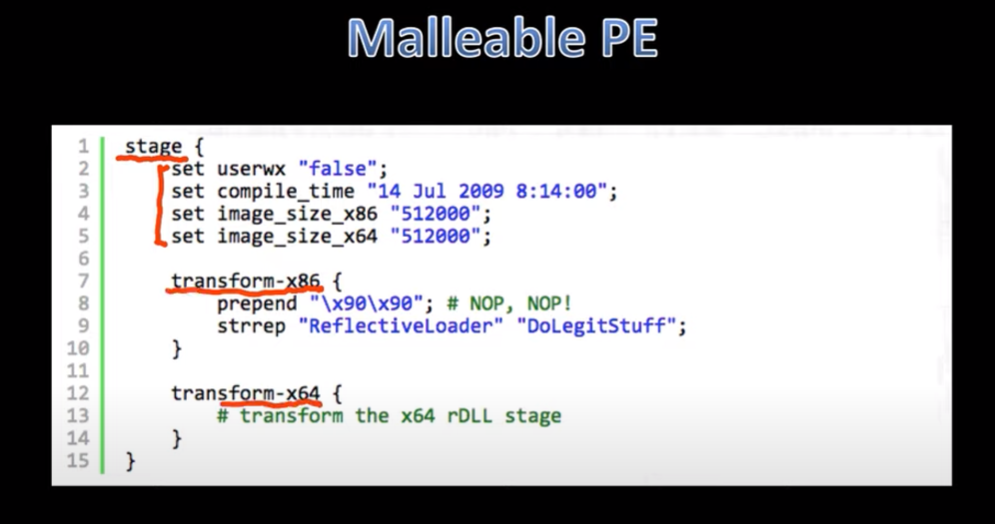 Malleable PE
1 stage {
2 set userwx "false";
3 set compile_time "14 Jul 2009 8:14:00";
4 set image_size_x86 "512000";
5 set image_size_x64 "512000";
6
7 transform-x86 {
8 prepend "\x90\x90"; # NOP, NOP!
9 strrep "ReflectiveLoader" "DoLegitStuff";
10 }
11
12 transform-x64 {
13 # transform the x64 rDLL stage
14 }
15 }